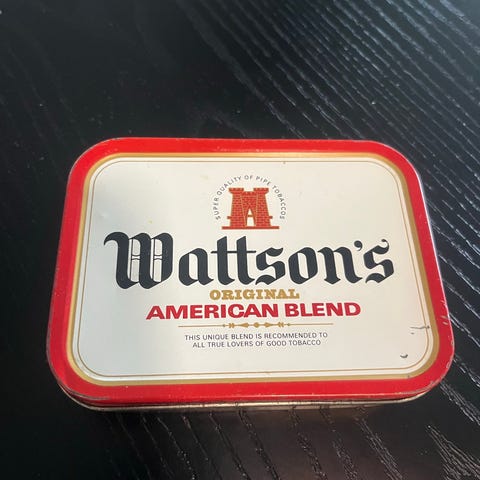 SUPER QUALITY OF PIPE TOBACCOS
Wattson's
ORIGINAL
AMERICAN BLEND
THIS UNIQUE BLEND IS RECOMMENDED TO
ALL TRUE LOVERS OF GOOD TOBACCO